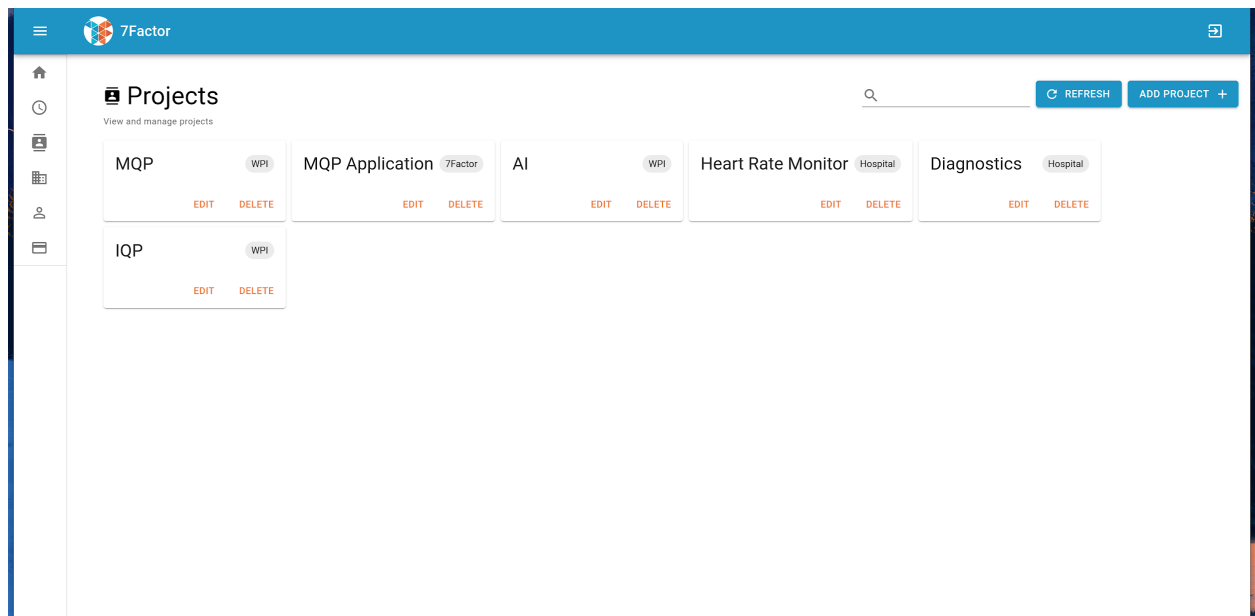 7Factor
Projects
REFRESH
ADD PROJECT
View and manage projects
MQP WPI
EDIT DELETE
MQP Application 7Factor
EDIT DELETE
AI WPI
EDIT DELETE
Heart Rate Monitor Hospital
EDIT DELETE
Diagnostics Hospital
EDIT DELETE
IQP WPI
EDIT DELETE